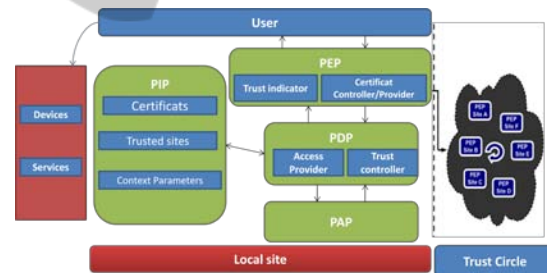 User
PEP
Trust indicator
Certificat
Controller/Provider
PIP
Certificats
Trusted sites
Context Parameters
Devices
Services
PDP
Access
Provider
Trust
controller
PAP
PEP
Site A
PEP
Site F
PEP
Site B
PEP
Site E
PEP
Site C
PEP
Site D
Local site
Trust Circle